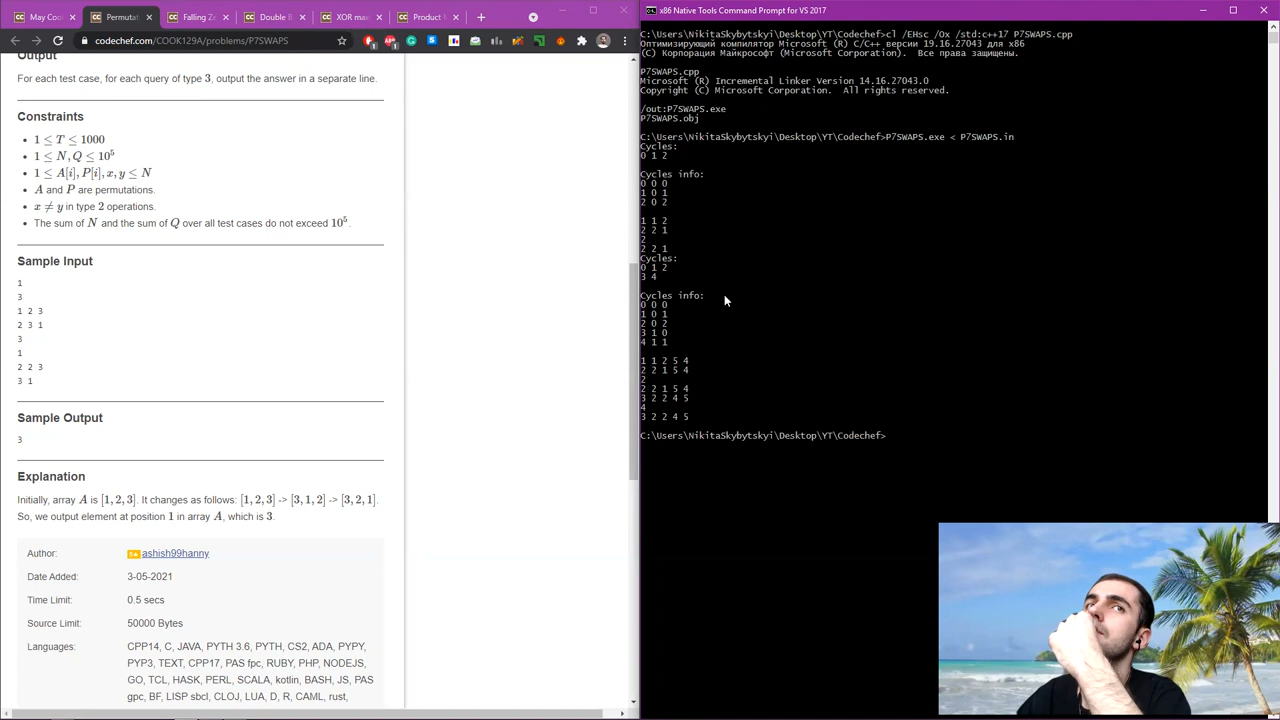 May Coo
Permutat
Falling Ze
Double B
XOR max
Product M
codechef.com/COOK129A/problems/P7SWAPS
Output
For each test case, for each query of type 3, output the answer in a separate line.
Constraints
1 ≤ T ≤ 1000
1 ≤ N, Q ≤ 10^5
1 ≤ A[i], P[i], x, y ≤ N
A and P are permutations.
x ≠ y in type 2 operations.
The sum of N and the sum of Q over all test cases do not exceed 10^5.
Sample Input
1
3
1 2 3
2 3 1
3
1
2 2 3
3 1
Sample Output
3
Explanation
Initially, array A is [1, 2, 3]. It changes as follows: [1, 2, 3] -> [3, 1, 2] -> [3, 2, 1].
So, we output element at position 1 in array A, which is 3.
Author: 5★ ashish99hanny
Date Added: 3-05-2021
Time Limit: 0.5 secs
Source Limit: 50000 Bytes
Languages: CPP14, C, JAVA, PYTH 3.6, PYTH, CS2, ADA, PYPY,
PYP3, TEXT, CPP17, PAS fpc, RUBY, PHP, NODEJS,
GO, TCL, HASK, PERL, SCALA, kotlin, BASH, JS, PAS
gpc, BF, LISP sbcl, CLOJ, LUA, D, R, CAML, rust,
x86 Native Tools Command Prompt for VS 2017
C:\Users\NikitaSkybytskyi\Desktop\YT\Codechef>cl /EHsc /Ox /std:c++17 P7SWAPS.cpp
Оптимизирующий компилятор Microsoft (R) C/C++ версии 19.16.27043 для x86
(C) Корпорация Майкрософт (Microsoft Corporation). Все права защищены.
P7SWAPS.cpp
Microsoft (R) Incremental Linker Version 14.16.27043.0
Copyright (C) Microsoft Corporation. All rights reserved.
/out:P7SWAPS.exe
P7SWAPS.obj
C:\Users\NikitaSkybytskyi\Desktop\YT\Codechef>P7SWAPS.exe < P7SWAPS.in
Cycles:
0 1 2
Cycles info:
0 0 0
1 0 1
2 0 2
1 1 2
2 2 1
2
2 2 1
Cycles:
0 1 2
3 4
Cycles info:
0 0 0
1 0 1
2 0 2
3 1 0
4 1 1
1 1 2 5 4
2 2 1 5 4
2
2 2 1 5 4
3 2 2 4 5
4
3 2 2 4 5
C:\Users\NikitaSkybytskyi\Desktop\YT\Codechef>